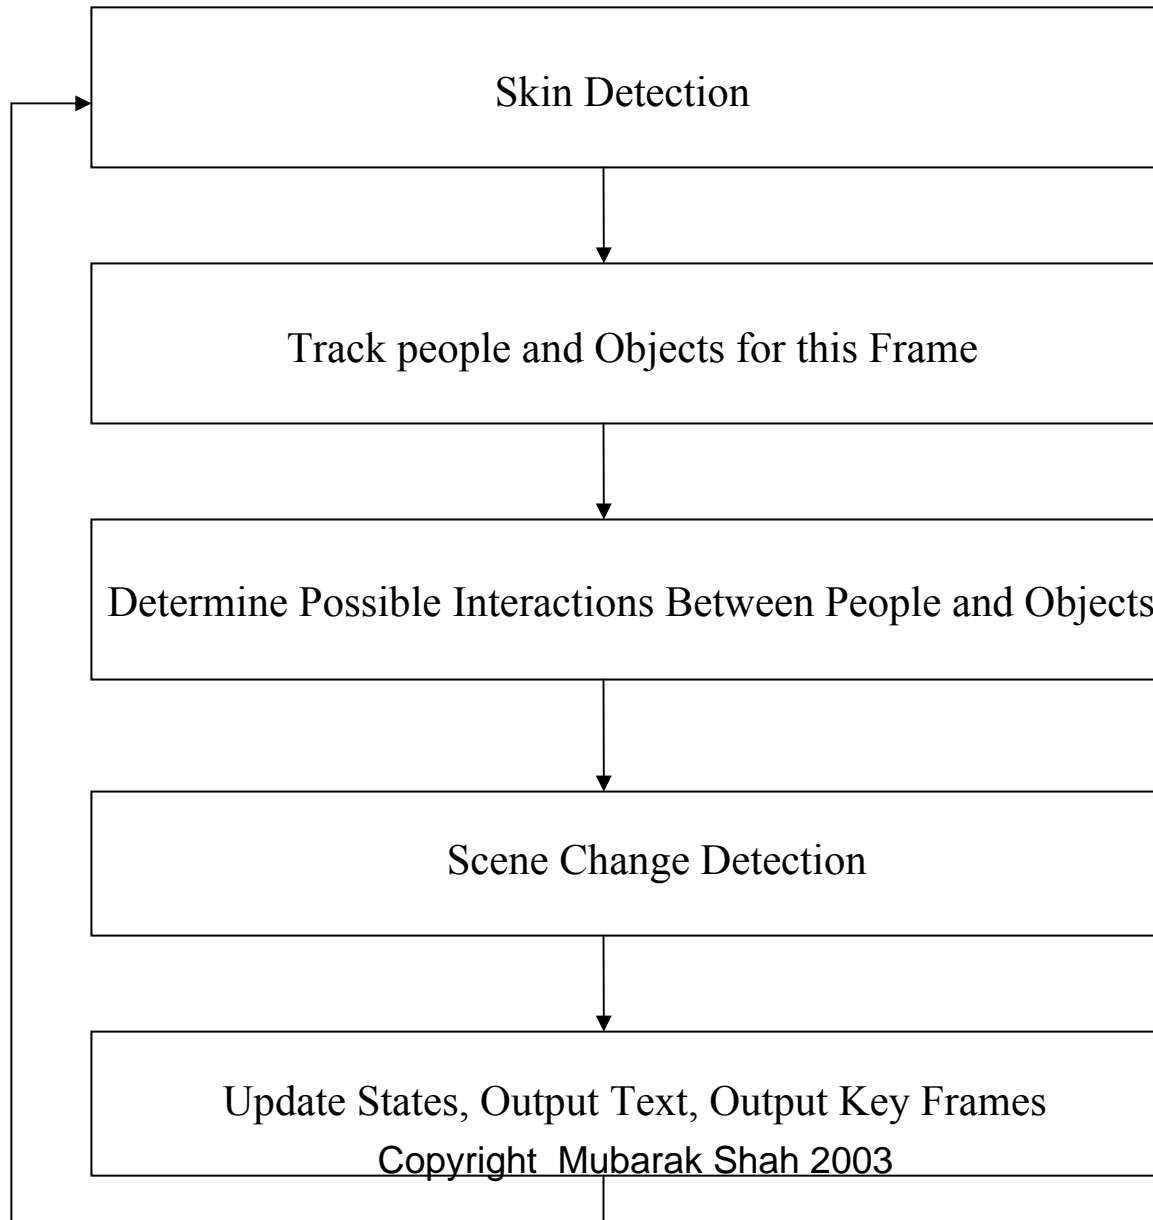 Skin Detection
Track people and Objects for this Frame
Determine Possible Interactions Between People and Objects
Scene Change Detection
Update States, Output Text, Output Key Frames
Copyright  Mubarak Shah 2003